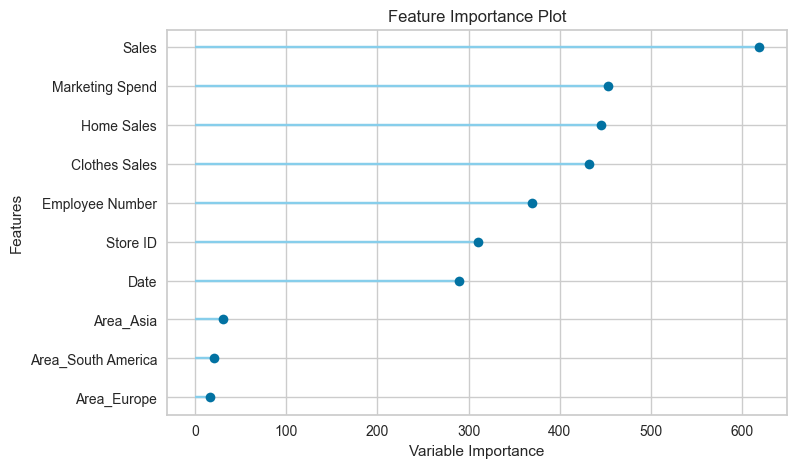 Feature Importance Plot
Sales
Marketing Spend
Home Sales
Clothes Sales
Employee Number
Store ID
Date
Area_Asia
Area_South America
Area_Europe
Features
0 100 200 300 400 500 600
Variable Importance